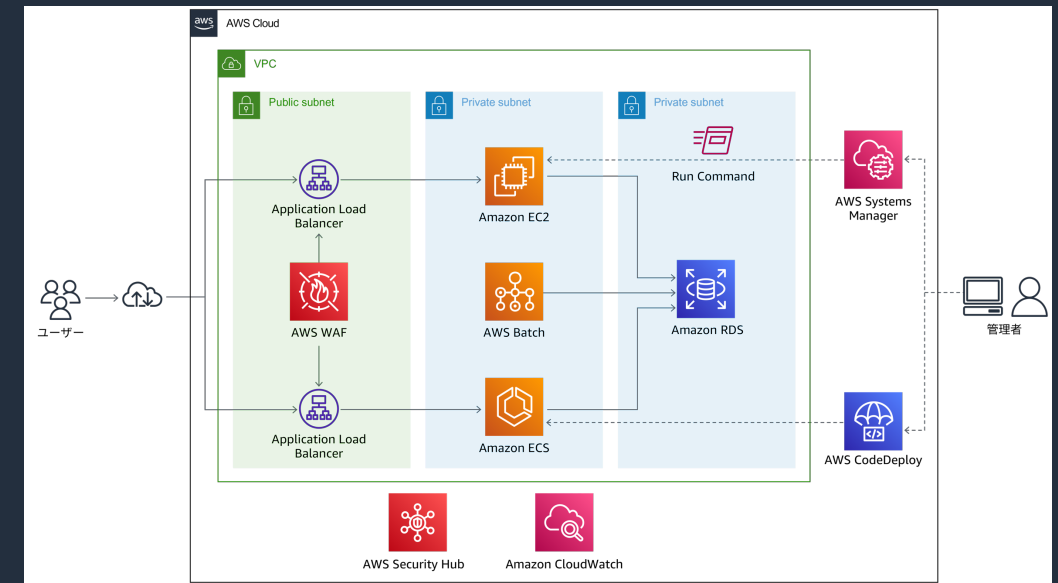 aws
AWS Cloud
VPC
Public subnet
Private subnet
Private subnet
Run Command
Application Load
Balancer
Amazon EC2
AWS Systems
Manager
ユーザー
AWS WAF
AWS Batch
Amazon RDS
管理者
Application Load
Balancer
Amazon ECS
AWS CodeDeploy
AWS Security Hub
Amazon CloudWatch